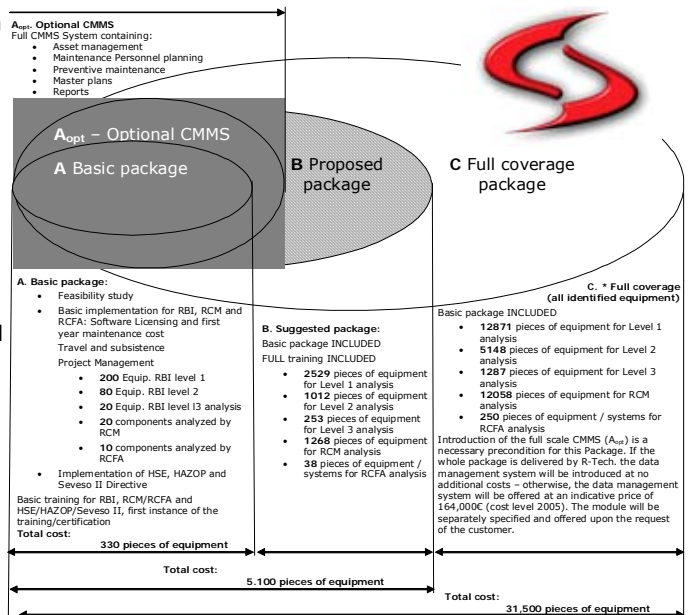 A_opt. Optional CMMS
Full CMMS System containing:
• Asset management
• Maintenance Personnel planning
• Preventive maintenance
• Master plans
• Reports
A_opt – Optional CMMS
A Basic package
B Proposed
package
C Full coverage
package
A. Basic package:
• Feasibility study
• Basic implementation for RBI, RCM and
RCFA: Software Licensing and first
year maintenance cost
Travel and subsistence
Project Management
• 200 Equip. RBI level 1
• 80 Equip. RBI level 2
• 20 Equip. RBI level l3 analysis
• 20 components analyzed by
RCM
• 10 components analyzed by
RCFA
• Implementation of HSE, HAZOP and
Seveso II Directive
Basic training for RBI, RCM/RCFA and
HSE/HAZOP/Seveso II, first instance of the
training/certification
Total cost:
330 pieces of equipment
B. Suggested package:
Basic package INCLUDED
FULL training INCLUDED
• 2529 pieces of equipment
for Level 1 analysis
• 1012 pieces of equipment
for Level 2 analysis
• 253 pieces of equipment
for Level 3 analysis
• 1268 pieces of equipment
for RCM analysis
• 38 pieces of equipment /
systems for RCFA analysis
C. * Full coverage
(all identified equipment)
Basic package INCLUDED
• 12871 pieces of equipment for Level 1
analysis
• 5148 pieces of equipment for Level 2
analysis
• 1287 pieces of equipment for Level 3
analysis
• 12058 pieces of equipment for RCM
analysis
• 250 pieces of equipment / systems for
RCFA analysis
Introduction of the full scale CMMS (A_opt) is a
necessary precondition for this Package. If the
whole package is delivered by R-Tech. the data
management system will be introduced at no
additional costs – otherwise, the data management
system will be offered at an indicative price of
164,000€ (cost level 2005). The module will be
separately specified and offered upon the request
of the customer.
Total cost:
5.100 pieces of equipment
Total cost:
31,500 pieces of equipment